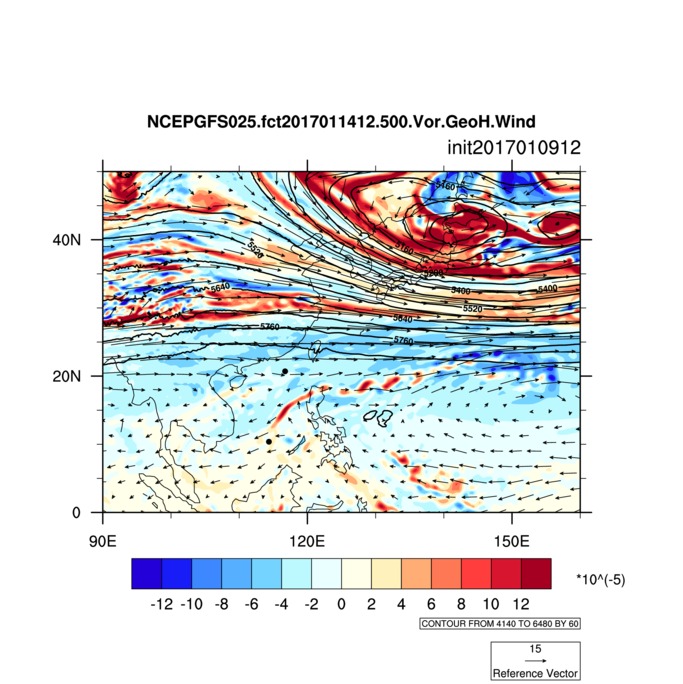 NCEPGFS025.fct2017011412.500.Vor.GeoH.Wind
init2017010912
5160
40N
5160
5320
5640
5400
5400
5520
5640
5760
5760
20N
0
90E 120E 150E
-12 -10 -8 -6 -4 -2 0 2 4 6 8 10 12
*10^(-5)
CONTOUR FROM 4140 TO 6480 BY 60
15
Reference Vector